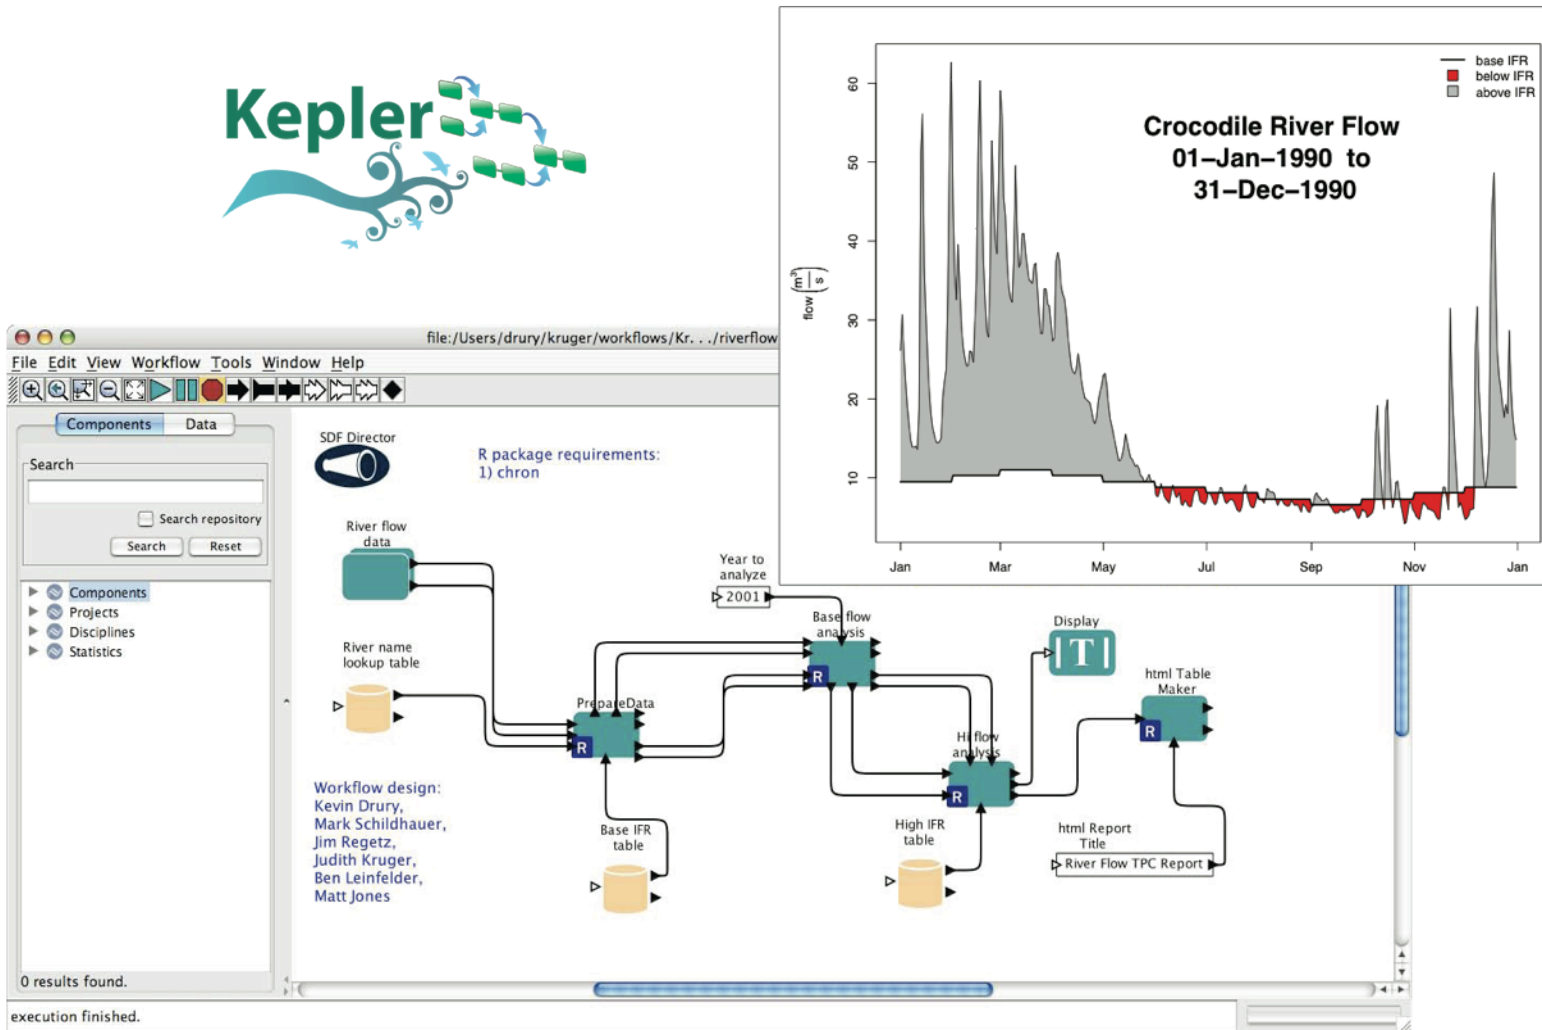 Kepler
base IFR
below IFR
above IFR
Crocodile River Flow
01–Jan–1990 to
31–Dec–1990
60
50
40
30
20
10
flow (m³/s)
Jan
Mar
May
Jul
Sep
Nov
Jan
file:/Users/drury/kruger/workflows/Kr. . ./riverflow
File Edit View Workflow Tools Window Help
Components
Data
Search
Search repository
Search
Reset
Components
Projects
Disciplines
Statistics
0 results found.
execution finished.
SDF Director
R package requirements:
1) chron
River flow
data
River name
lookup table
PrepareData
R
Year to
analyze
2001
Base flow
analysis
R
Display
T
html Table
Maker
R
Hi flow
analysis
R
Workflow design:
Kevin Drury,
Mark Schildhauer,
Jim Regetz,
Judith Kruger,
Ben Leinfelder,
Matt Jones
Base IFR
table
High IFR
table
html Report
Title
River Flow TPC Report